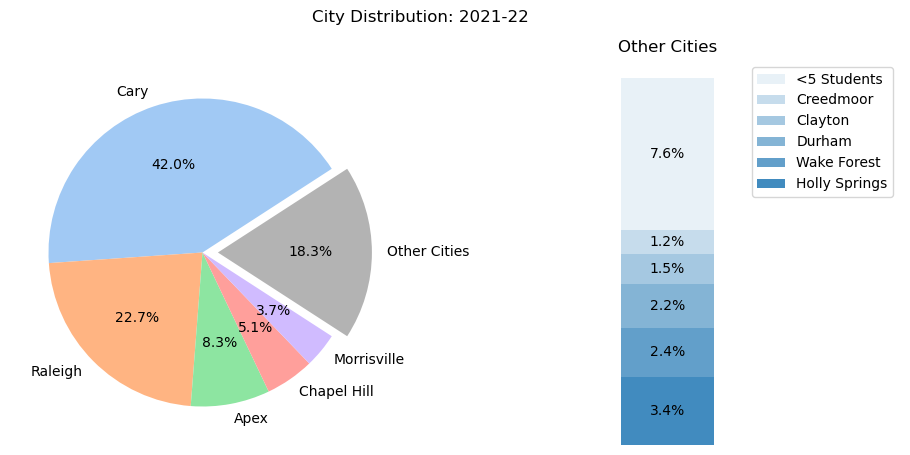 City Distribution: 2021-22
Cary
42.0%
Other Cities
18.3%
22.7%
3.7%
5.1%
8.3%
Morrisville
Raleigh
Chapel Hill
Apex
Other Cities
7.6%
1.2%
1.5%
2.2%
2.4%
3.4%
<5 Students
Creedmoor
Clayton
Durham
Wake Forest
Holly Springs